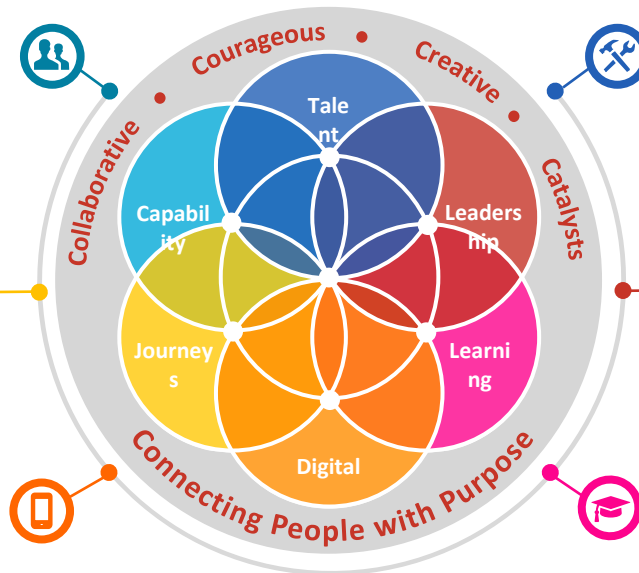 Collaborative • Courageous • Creative • Catalysts
Tale
nt
Capabil
ity
Leaders
hip
Journey
s
Learni
ng
Digital
Connecting People with Purpose